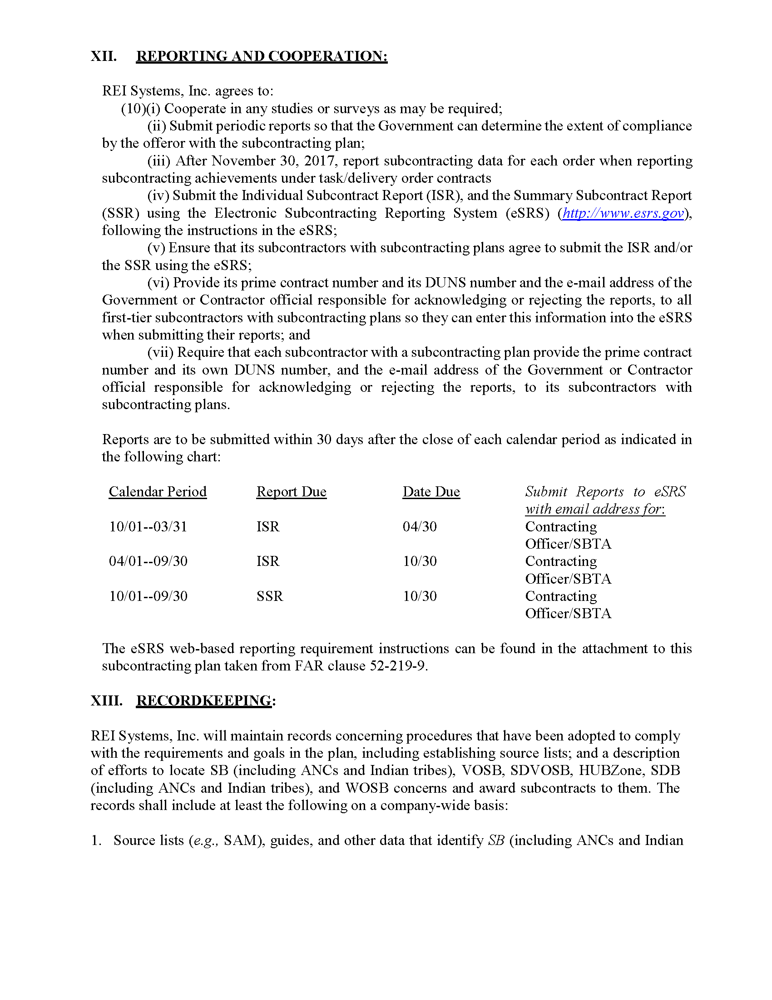 XII. REPORTING AND COOPERATION:
REI Systems, Inc. agrees to:
(10)(i) Cooperate in any studies or surveys as may be required;
(ii) Submit periodic reports so that the Government can determine the extent of compliance
by the offeror with the subcontracting plan;
(iii) After November 30, 2017, report subcontracting data for each order when reporting
subcontracting achievements under task/delivery order contracts
(iv) Submit the Individual Subcontract Report (ISR), and the Summary Subcontract Report
(SSR) using the Electronic Subcontracting Reporting System (eSRS) (http://www.esrs.gov),
following the instructions in the eSRS;
(v) Ensure that its subcontractors with subcontracting plans agree to submit the ISR and/or
the SSR using the eSRS;
(vi) Provide its prime contract number and its DUNS number and the e-mail address of the
Government or Contractor official responsible for acknowledging or rejecting the reports, to all
first-tier subcontractors with subcontracting plans so they can enter this information into the eSRS
when submitting their reports; and
(vii) Require that each subcontractor with a subcontracting plan provide the prime contract
number and its own DUNS number, and the e-mail address of the Government or Contractor
official responsible for acknowledging or rejecting the reports, to its subcontractors with
subcontracting plans.
Reports are to be submitted within 30 days after the close of each calendar period as indicated in
the following chart:
Calendar Period Report Due Date Due Submit Reports to eSRS
with email address for:
10/01--03/31 ISR 04/30 Contracting
Officer/SBTA
04/01--09/30 ISR 10/30 Contracting
Officer/SBTA
10/01--09/30 SSR 10/30 Contracting
Officer/SBTA
The eSRS web-based reporting requirement instructions can be found in the attachment to this
subcontracting plan taken from FAR clause 52-219-9.
XIII. RECORDKEEPING:
REI Systems, Inc. will maintain records concerning procedures that have been adopted to comply
with the requirements and goals in the plan, including establishing source lists; and a description
of efforts to locate SB (including ANCs and Indian tribes), VOSB, SDVOSB, HUBZone, SDB
(including ANCs and Indian tribes), and WOSB concerns and award subcontracts to them. The
records shall include at least the following on a company-wide basis:
1. Source lists (e.g., SAM), guides, and other data that identify SB (including ANCs and Indian